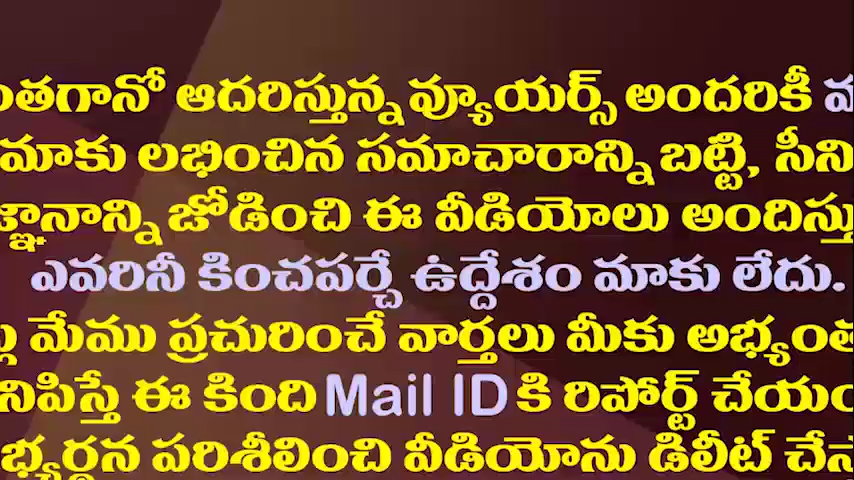 ంతగానో ఆదరిస్తున్న వ్యూయర్స్ అందరికీ
మాకు లభించిన సమాచారాన్ని బట్టి, సీని
జ్ఞానాన్ని జోడించి ఈ వీడియోలు అందిస్తు
ఎవరినీ కించపర్చే ఉద్దేశం మాకు లేదు.
మేము ప్రచురించే వార్తలు మీకు అభ్యంత
నిపిస్తే ఈ కింది Mail ID కి రిపోర్ట్ చేయం
భ్యర్థన పరిశీలించి వీడియోను డిలీట్ చేస